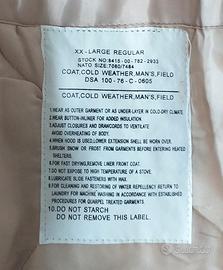 XX-LARGE REGULAR
STOCK NO: 8415-00-782-2933
NATO SIZE: 7080/7484
COAT,COLD WEATHER,MAN'S,FIELD
DSA 100-76-C-0605
COAT,COLD WEATHER,MAN'S,FIELD
1.WEAR AS OUTER GARMENT OR AS UNDER-LAYER IN COLD-DRY CLIMATE
2.WEAR BUTTON-IN LINER FOR ADDED INSULATION
3.ADJUST CLOSURES AND DRAWCORDS TO VENTILATE
AVOID OVERHEATING OF BODY.
4.WHEN HOOD IS USED LOWER EXTENSION SHELL BE WORN OVER IT.
5.BRUSH SNOW OR FROST FROM GARMENTS BEFORE ENTERING HEATED
SHELTERS.
6.FOR FAST DRYING REMOVE LINER FRONT COAT.
7.DO NOT EXPOSE TO HIGH TEMPERATURE OF A STOVE.
8.LUBRICATE SLIDE FASTENERS WITH WAX.
9.FOR CLEANING AND RESTORING OF WATER REPELLENCY RETURN TO
LAUNDRY FOR MACHINE WASHING IN ACCORDANCE WITH ESTABLISHED
PROCEDURES FOR QUARPEL TREATED GARMENTS
10.DO NOT STARCH
DO NOT REMOVE THIS LABEL.
subito